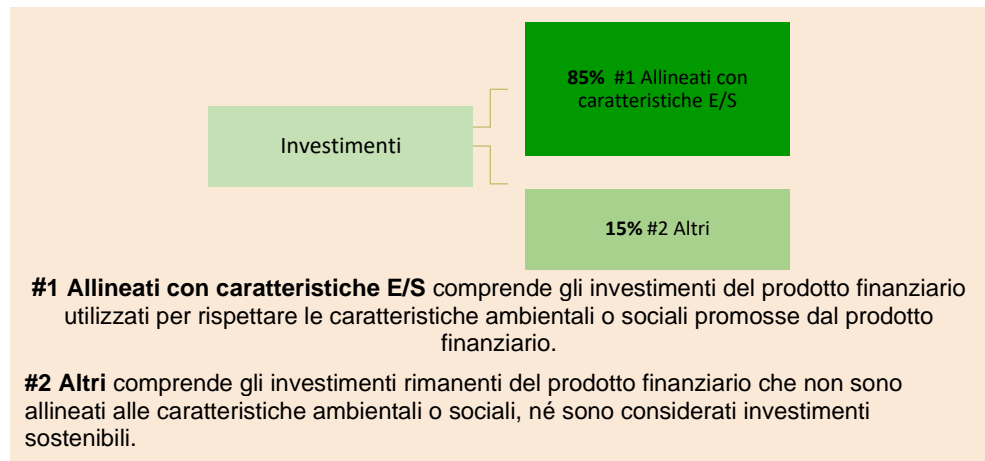 85% #1 Allineati con
caratteristiche E/S
Investimenti
15% #2 Altri
#1 Allineati con caratteristiche E/S comprende gli investimenti del prodotto finanziario
utilizzati per rispettare le caratteristiche ambientali o sociali promosse dal prodotto
finanziario.
#2 Altri comprende gli investimenti rimanenti del prodotto finanziario che non sono
allineati alle caratteristiche ambientali o sociali, né sono considerati investimenti
sostenibili.